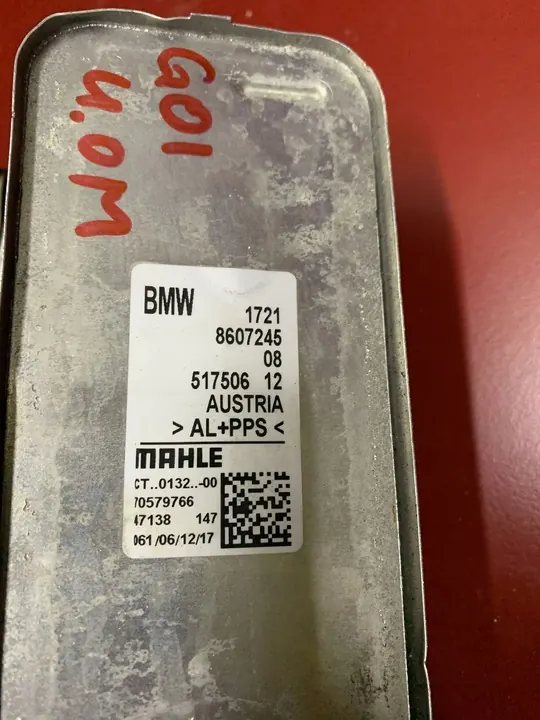 G01
4.0M
BMW 1721
8607245
08
517506 12
AUSTRIA
> AL+PPS <
MAHLE
CT..0132..-00
70579766
47138 147
061/06/12/17